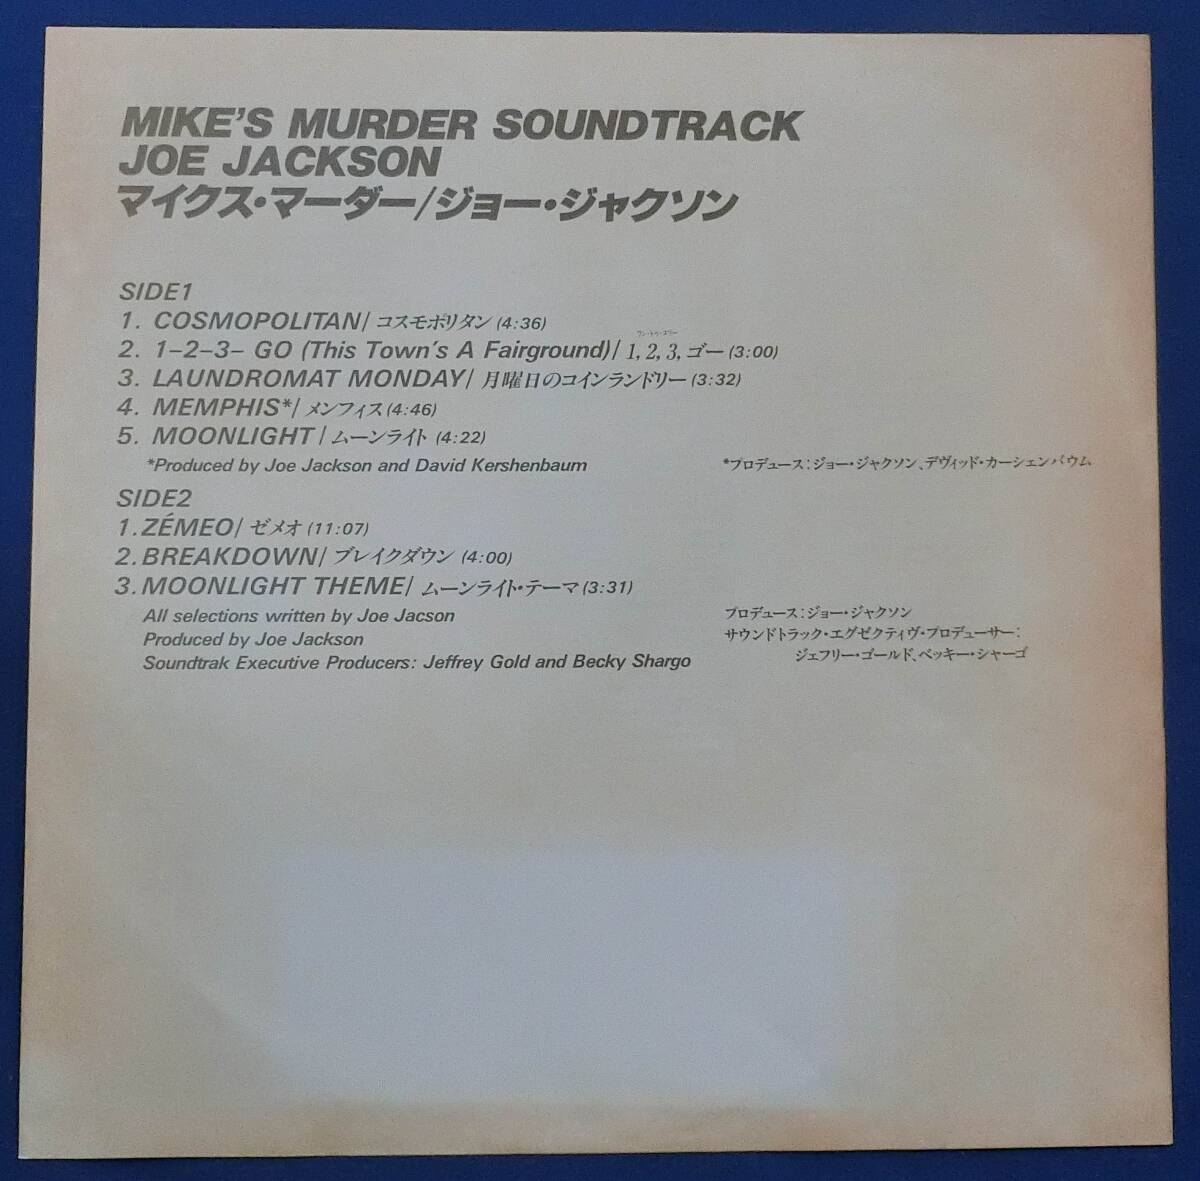 MIKE'S MURDER SOUNDTRACK
JOE JACKSON
マイクス・マーダー/ジョー・ジャクソン
SIDE1
1. COSMOPOLITAN/コスモポリタン(4:36)
2. 1–2–3– GO (This Town's A Fairground)/1,2,3,ゴー(3:00)
ワン・トゥ・スリー
3. LAUNDROMAT MONDAY/月曜日のコインランドリー(3:32)
4. MEMPHIS*/メンフィス(4:46)
5. MOONLIGHT/ムーンライト (4:22)
*Produced by Joe Jackson and David Kershenbaum
*プロデュース:ジョー・ジャクソン、デヴィッド・カーシェンバウム
SIDE2
1.ZÉMEO/ゼメオ(11:07)
2.BREAKDOWN/ブレイクダウン (4:00)
3.MOONLIGHT THEME/ムーンライト・テーマ(3:31)
All selections written by Joe Jacson
Produced by Joe Jackson
Soundtrak Executive Producers: Jeffrey Gold and Becky Shargo
プロデュース:ジョー・ジャクソン
サウンドトラック・エグゼクティヴ・プロデューサー:
ジェフリー・ゴールド、ベッキー・シャーゴ